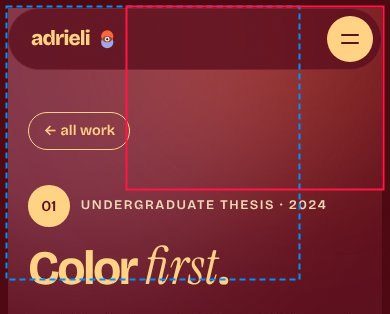 adrieli
← all work
01 UNDERGRADUATE THESIS · 2024
Color first.